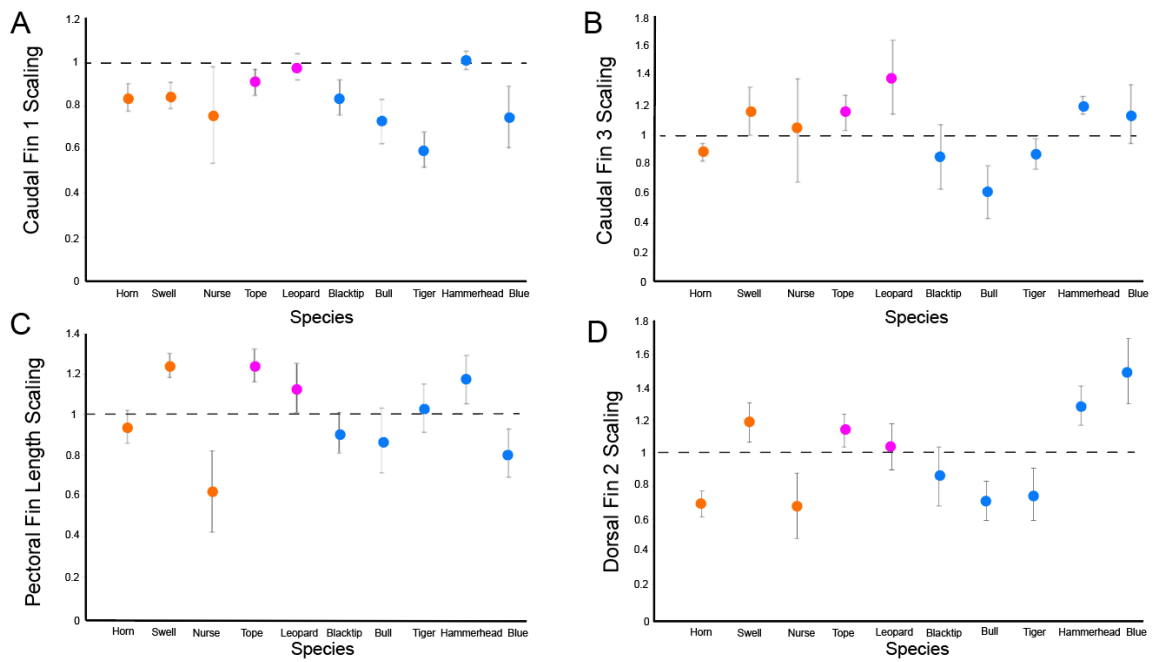 A
Caudal Fin 1 Scaling
1.2
1
0.8
0.6
0.4
0.2
0
Horn Swell Nurse Tope Leopard Blacktip Bull Tiger Hammerhead Blue
Species
B
Caudal Fin 3 Scaling
1.8
1.6
1.4
1.2
1
0.8
0.6
0.4
0.2
0
Horn Swell Nurse Tope Leopard Blacktip Bull Tiger Hammerhead Blue
Species
C
Pectoral Fin Length Scaling
1.4
1.2
1
0.8
0.6
0.4
0.2
0
Horn Swell Nurse Tope Leopard Blacktip Bull Tiger Hammerhead Blue
Species
D
Dorsal Fin 2 Scaling
1.8
1.6
1.4
1.2
1
0.8
0.6
0.4
0.2
0
Horn Swell Nurse Tope Leopard Blacktip Bull Tiger Hammerhead Blue
Species